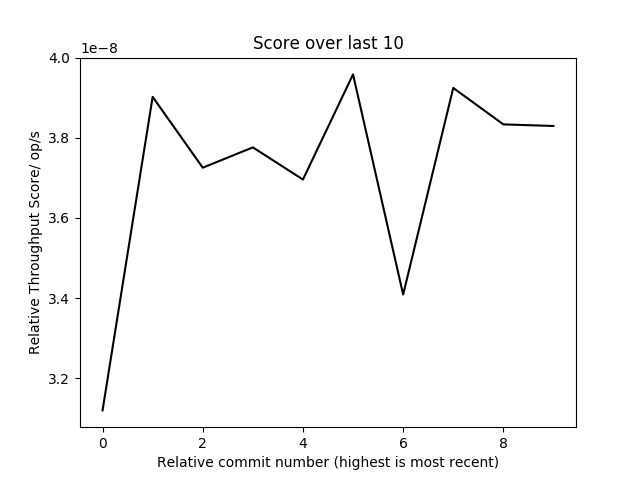 Score over last 10
1e−8
4.0
3.8
3.6
3.4
3.2
Relative Throughput Score/ op/s
0 2 4 6 8
Relative commit number (highest is most recent)